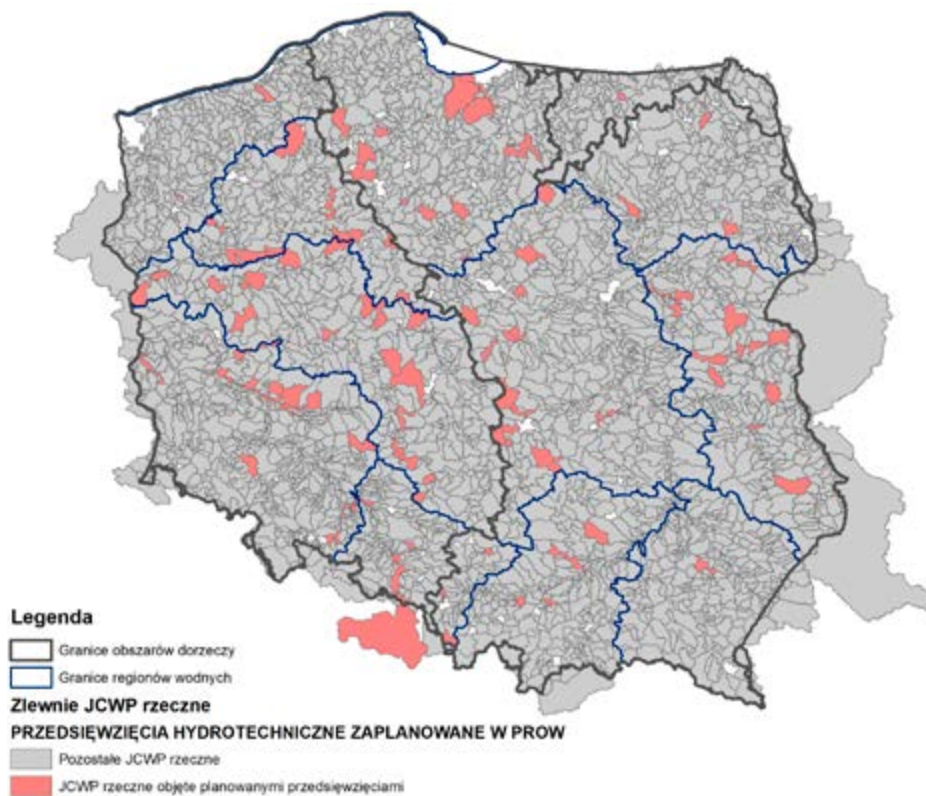 Legenda
Granice obszarów dorzeczy
Granice regionów wodnych
Zlewnie JCWP rzeczne
PRZEDSIĘWZIĘCIA HYDROTECHNICZNE ZAPLANOWANE W PROW
Pozostałe JCWP rzeczne
JCWP rzeczne objęte planowanymi przedsięwzięciami